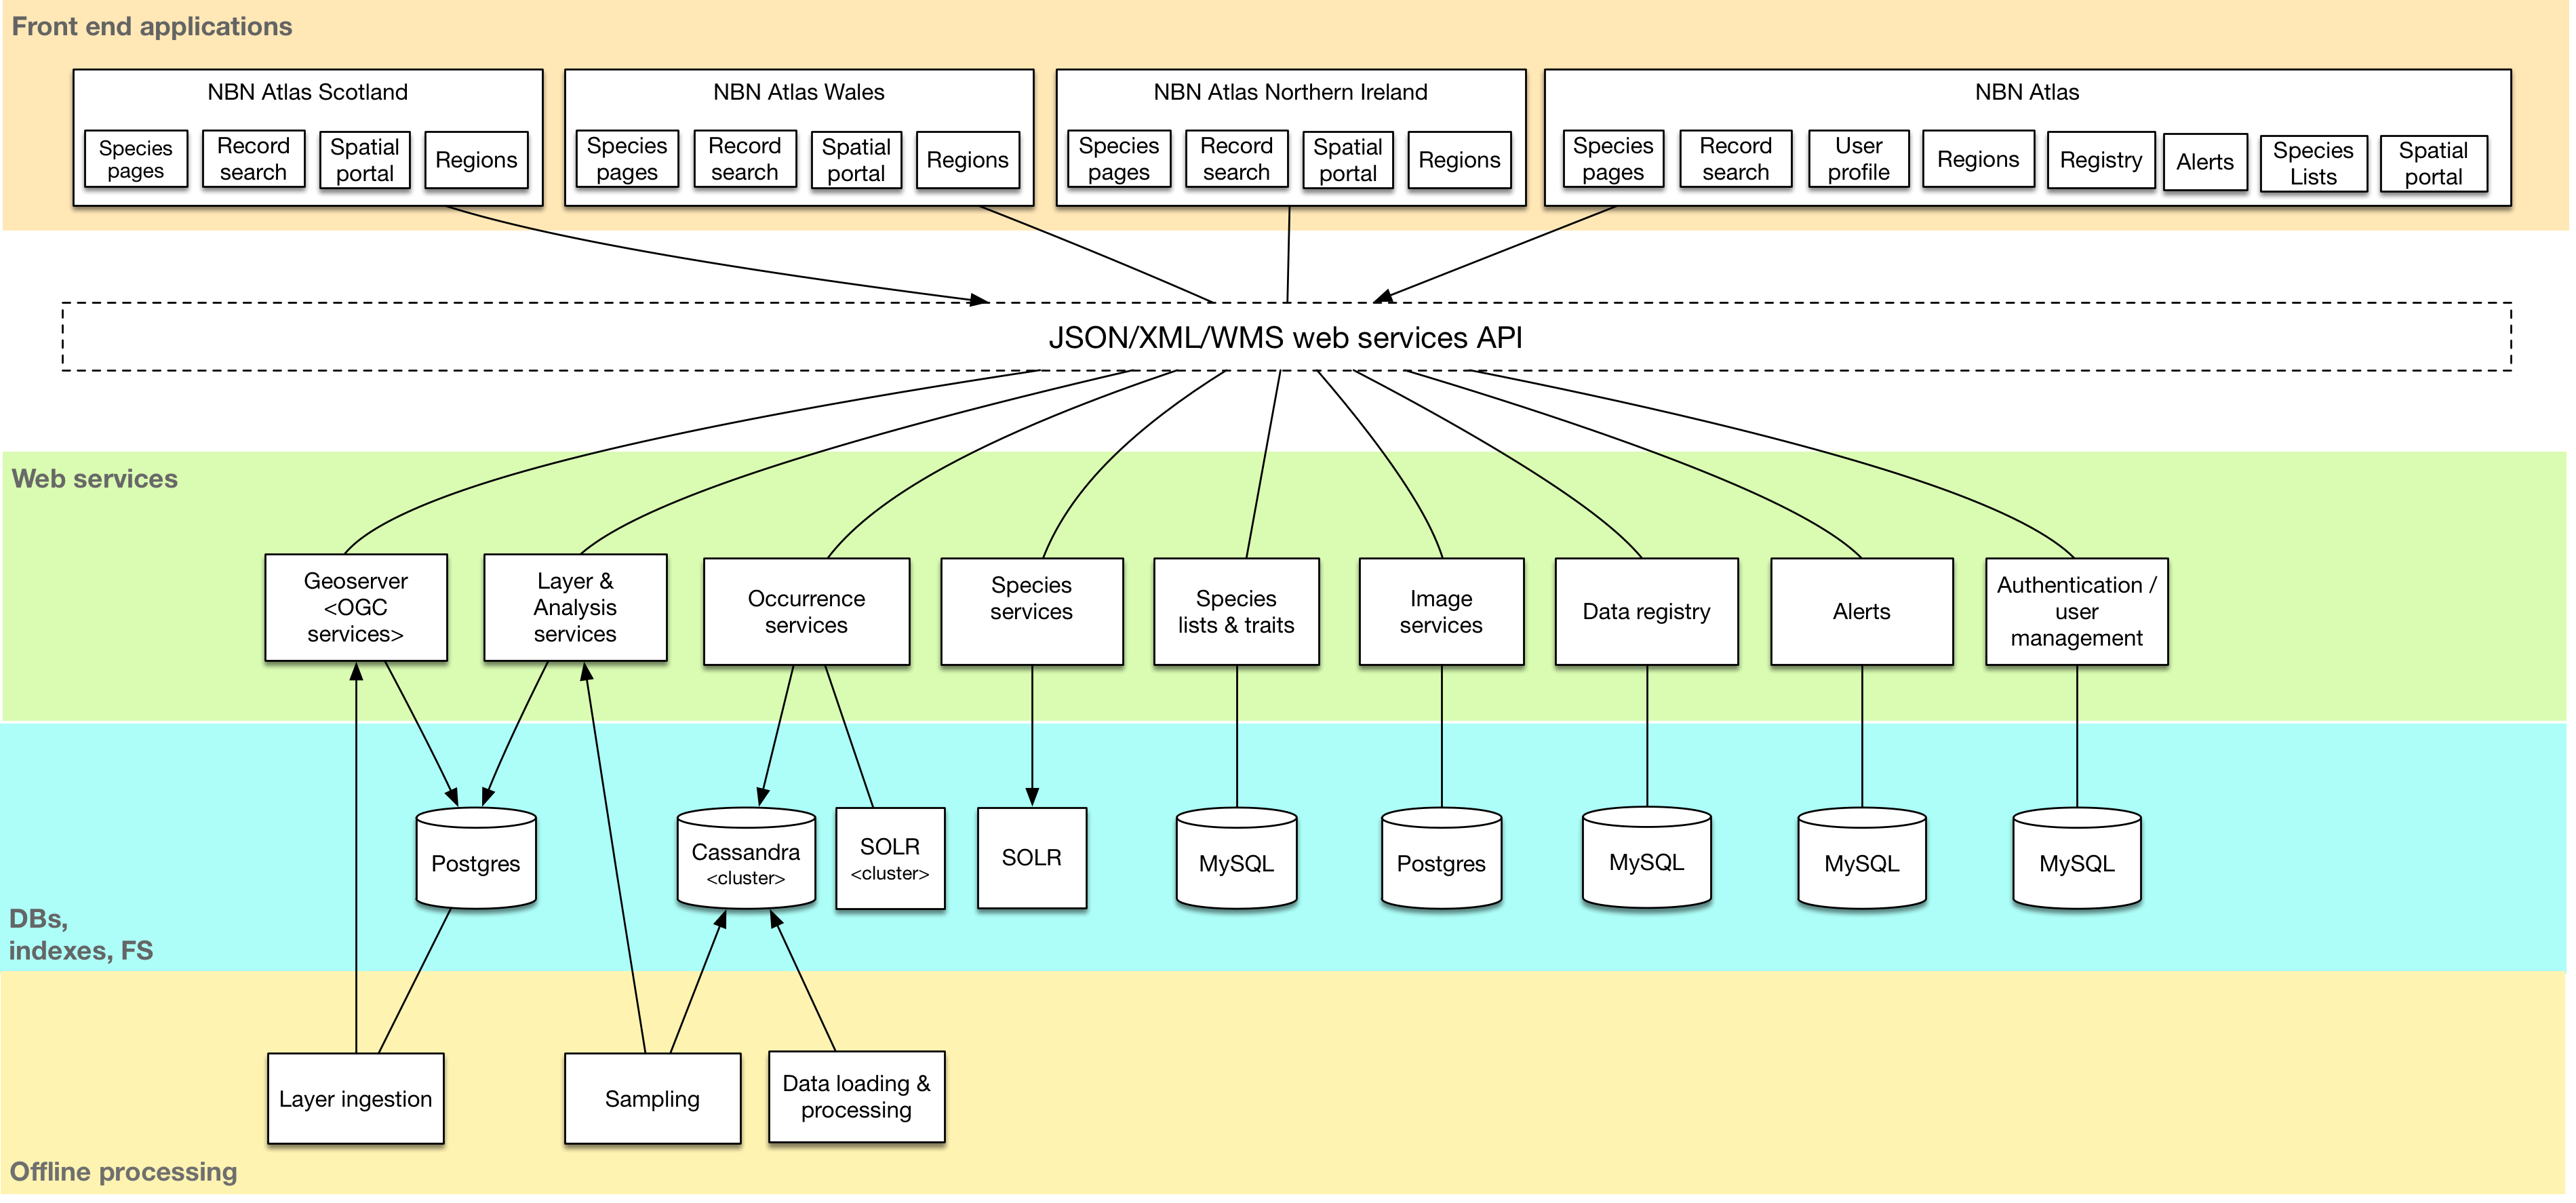 Front end applications
NBN Atlas Scotland
Species
pages
Record
search
Spatial
portal
Regions
NBN Atlas Wales
Species
pages
Record
search
Spatial
portal
Regions
NBN Atlas Northern Ireland
Species
pages
Record
search
Spatial
portal
Regions
NBN Atlas
Species
pages
Record
search
User
profile
Regions
Registry
Alerts
Species
Lists
Spatial
portal
JSON/XML/WMS web services API
Web services
Geoserver
<OGC
services>
Layer &
Analysis
services
Occurrence
services
Species
services
Species
lists & traits
Image
services
Data registry
Alerts
Authentication /
user
management
Postgres
Cassandra
<cluster>
SOLR
<cluster>
SOLR
MySQL
Postgres
MySQL
MySQL
MySQL
DBs,
indexes, FS
Layer ingestion
Sampling
Data loading &
processing
Offline processing